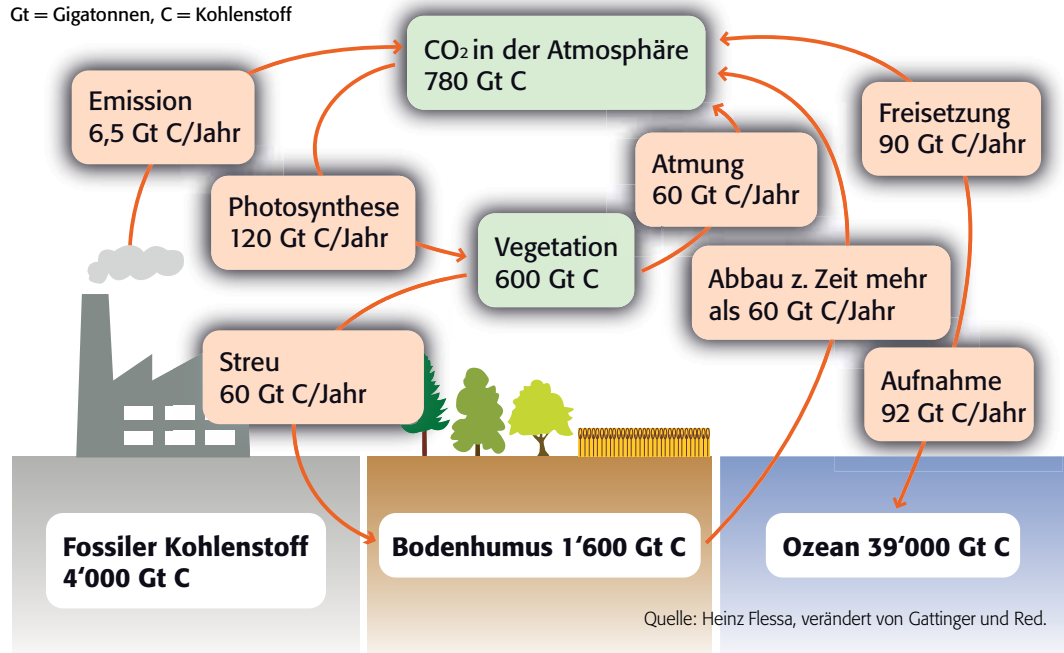 Gt = Gigatonnen, C = Kohlenstoff
CO₂ in der Atmosphäre
780 Gt C
Emission
6,5 Gt C/Jahr
Freisetzung
90 Gt C/Jahr
Atmung
60 Gt C/Jahr
Photosynthese
120 Gt C/Jahr
Vegetation
600 Gt C
Abbau z. Zeit mehr
als 60 Gt C/Jahr
Streu
60 Gt C/Jahr
Aufnahme
92 Gt C/Jahr
Fossiler Kohlenstoff
4‘000 Gt C
Bodenhumus 1‘600 Gt C
Ozean 39‘000 Gt C
Quelle: Heinz Flessa, verändert von Gattinger und Red.